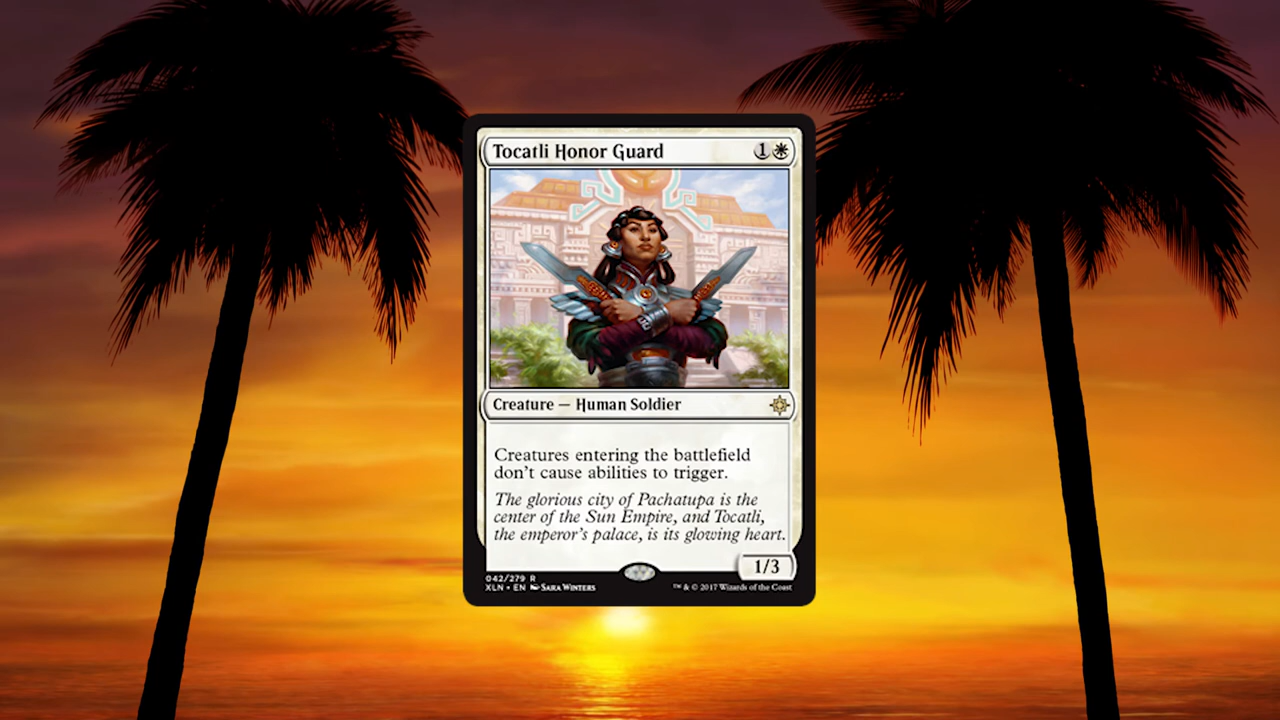 Tocatli Honor Guard 1
Creature — Human Soldier
Creatures entering the battlefield
don't cause abilities to trigger.
The glorious city of Pachatupa is the
center of the Sun Empire, and Tocatli,
the emperor's palace, is its glowing heart.
1/3
042/279 R
XLN • EN Sara Winters
™ & © 2017 Wizards of the Coast